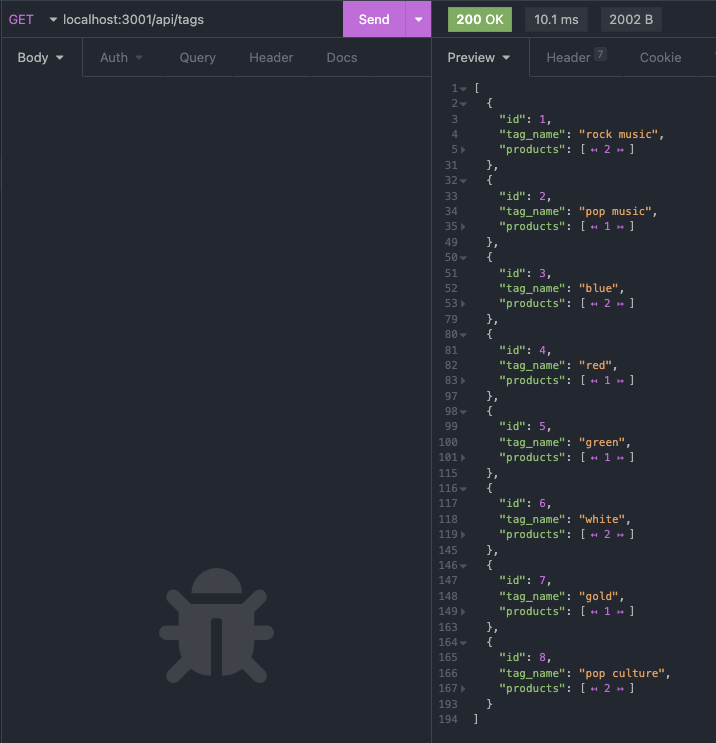 GET localhost:3001/api/tags Send 200 OK 10.1 ms 2002 B
Body Auth Query Header Docs Preview Header 7 Cookie
1 [
2 {
3 "id": 1,
4 "tag_name": "rock music",
5 "products": [ ↤ 2 ↦ ]
31 },
32 {
33 "id": 2,
34 "tag_name": "pop music",
35 "products": [ ↤ 1 ↦ ]
49 },
50 {
51 "id": 3,
52 "tag_name": "blue",
53 "products": [ ↤ 2 ↦ ]
79 },
80 {
81 "id": 4,
82 "tag_name": "red",
83 "products": [ ↤ 1 ↦ ]
97 },
98 {
99 "id": 5,
100 "tag_name": "green",
101 "products": [ ↤ 1 ↦ ]
115 },
116 {
117 "id": 6,
118 "tag_name": "white",
119 "products": [ ↤ 2 ↦ ]
145 },
146 {
147 "id": 7,
148 "tag_name": "gold",
149 "products": [ ↤ 1 ↦ ]
163 },
164 {
165 "id": 8,
166 "tag_name": "pop culture",
167 "products": [ ↤ 2 ↦ ]
193 }
194 ]